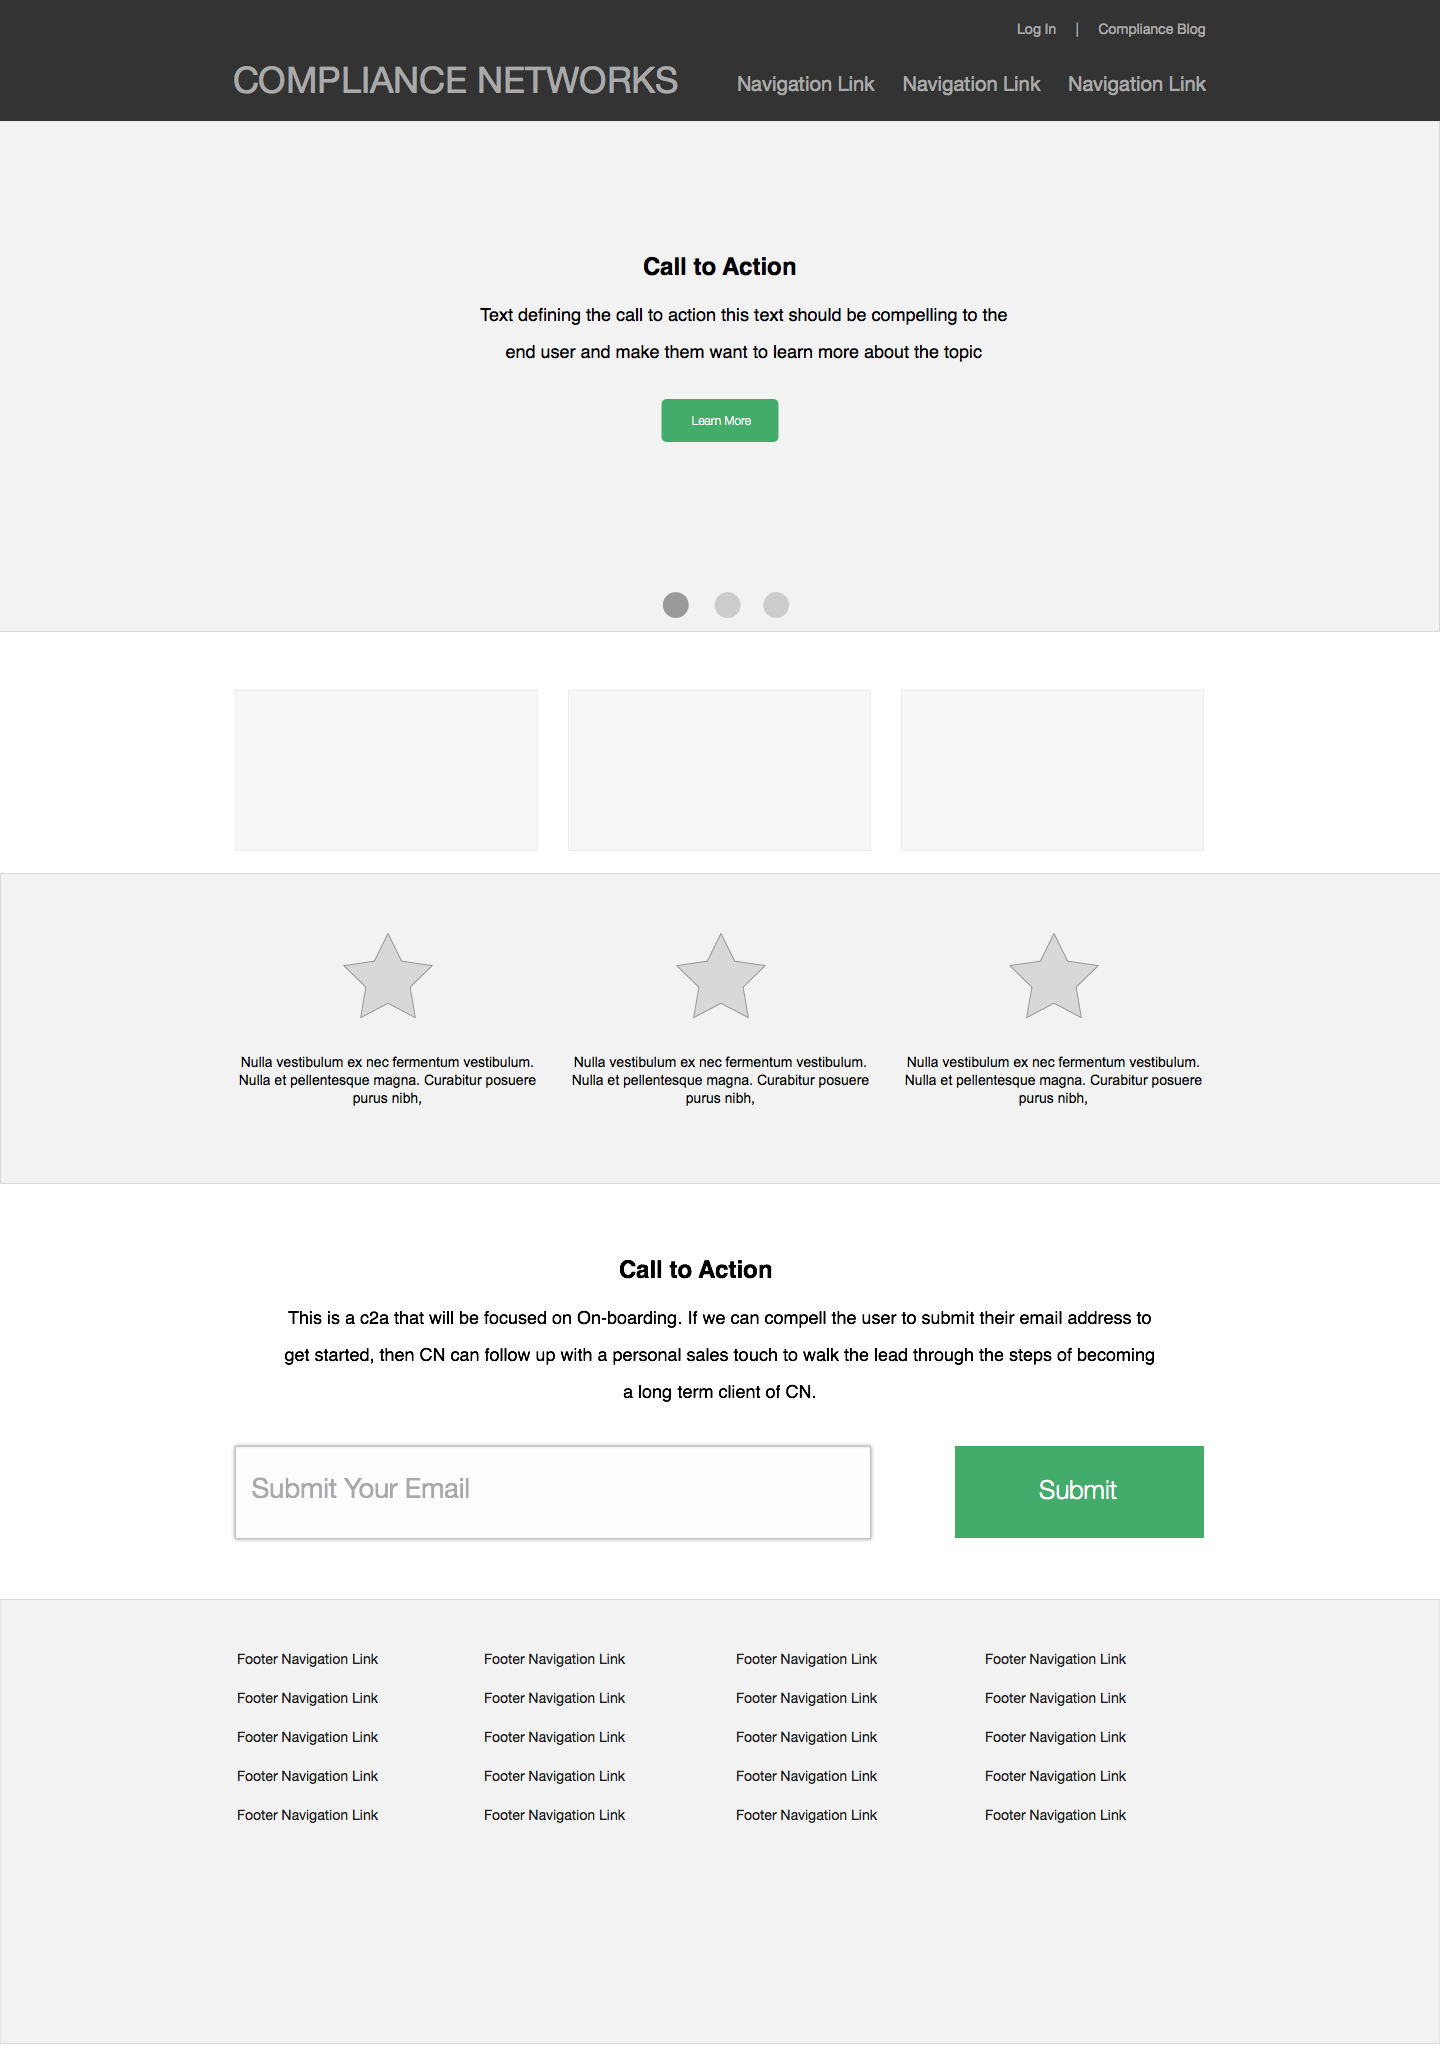 Log In | Compliance Blog
COMPLIANCE NETWORKS
Navigation Link Navigation Link Navigation Link
Call to Action
Text defining the call to action this text should be compelling to the
end user and make them want to learn more about the topic
Learn More
Nulla vestibulum ex nec fermentum vestibulum.
Nulla et pellentesque magna. Curabitur posuere
purus nibh,
Nulla vestibulum ex nec fermentum vestibulum.
Nulla et pellentesque magna. Curabitur posuere
purus nibh,
Nulla vestibulum ex nec fermentum vestibulum.
Nulla et pellentesque magna. Curabitur posuere
purus nibh,
Call to Action
This is a c2a that will be focused on On-boarding. If we can compell the user to submit their email address to
get started, then CN can follow up with a personal sales touch to walk the lead through the steps of becoming
a long term client of CN.
Submit Your Email
Submit
Footer Navigation Link Footer Navigation Link Footer Navigation Link Footer Navigation Link
Footer Navigation Link Footer Navigation Link Footer Navigation Link Footer Navigation Link
Footer Navigation Link Footer Navigation Link Footer Navigation Link Footer Navigation Link
Footer Navigation Link Footer Navigation Link Footer Navigation Link Footer Navigation Link
Footer Navigation Link Footer Navigation Link Footer Navigation Link Footer Navigation Link